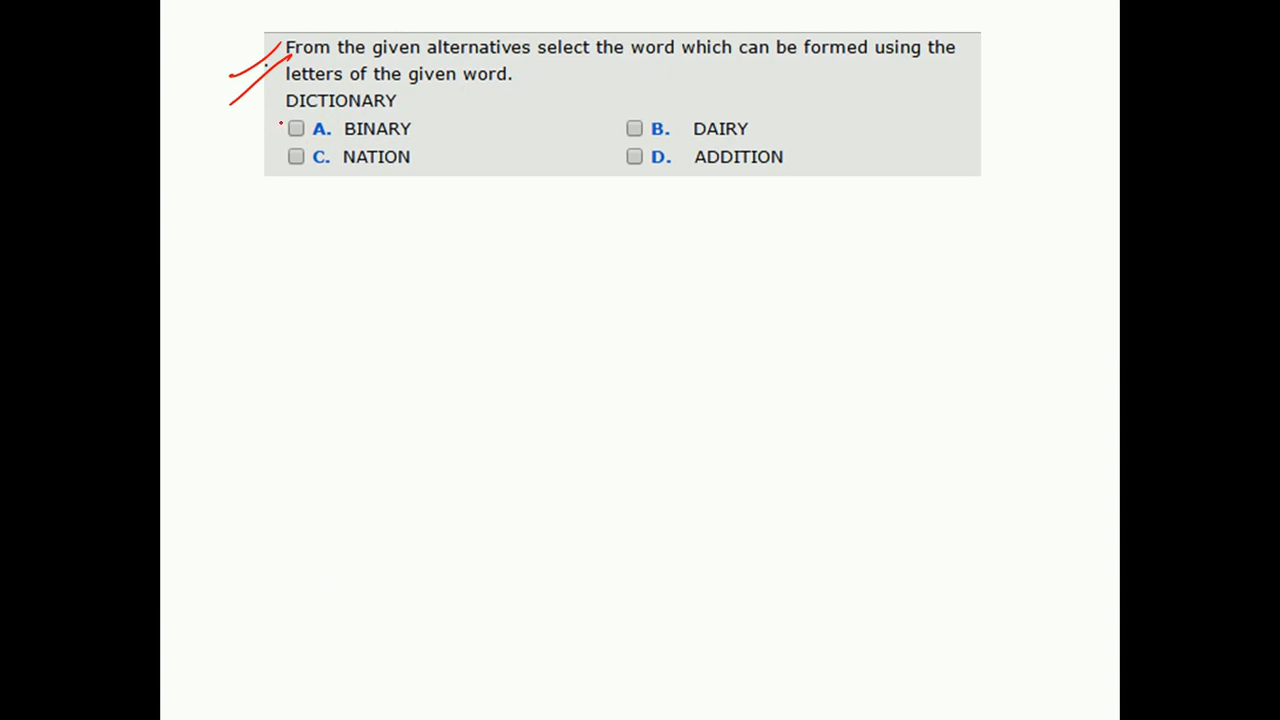 From the given alternatives select the word which can be formed using the
letters of the given word.
DICTIONARY
A. BINARY B. DAIRY
C. NATION D. ADDITION